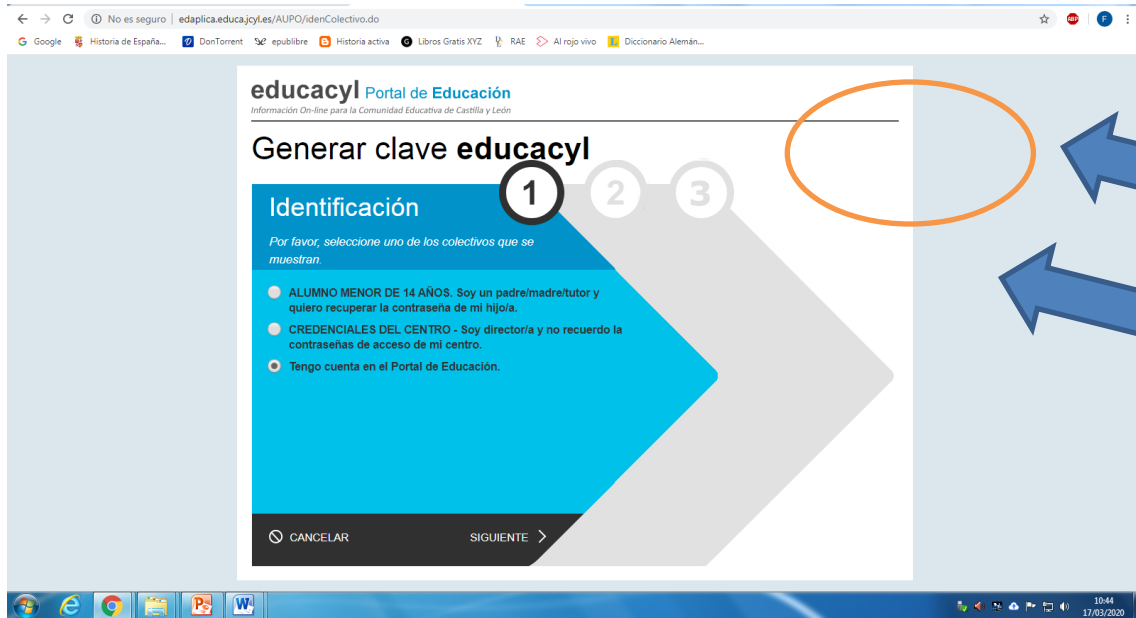 No es seguro | edaplica.educa.jcyl.es/AUPO/idenColectivo.do
ABP
F
G Google Historia de España... DonTorrent epublibre Historia activa G Libros Gratis XYZ RAE Al rojo vivo L Diccionario Alemán...
educacyl Portal de Educación
Información On-line para la Comunidad Educativa de Castilla y León
Generar clave educacyl
1 2 3
Identificación
Por favor, seleccione uno de los colectivos que se
muestran.
ALUMNO MENOR DE 14 AÑOS. Soy un padre/madre/tutor y
quiero recuperar la contraseña de mi hijo/a.
CREDENCIALES DEL CENTRO - Soy director/a y no recuerdo la
contraseñas de acceso de mi centro.
Tengo cuenta en el Portal de Educación.
CANCELAR SIGUIENTE
10:44
17/03/2020